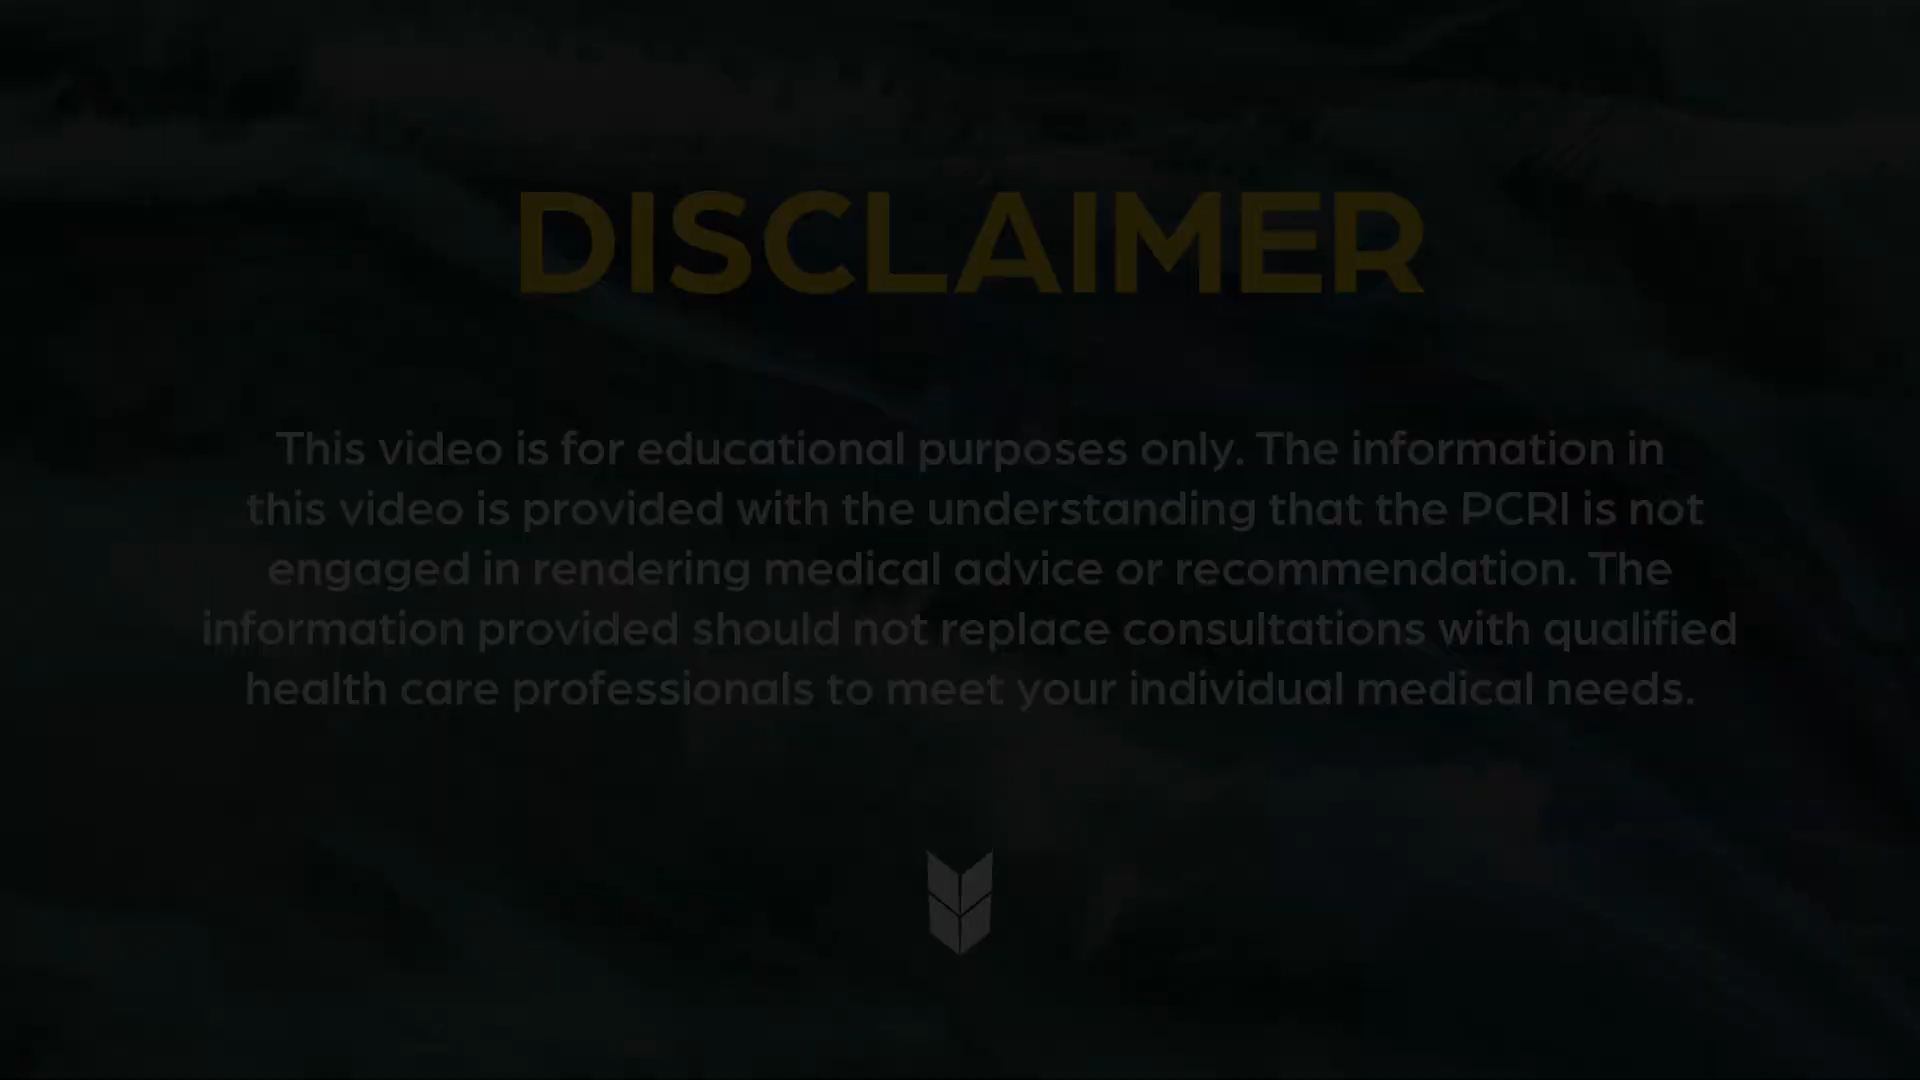 DISCLAIMER
This video is for educational purposes only. The information in
this video is provided with the understanding that the PCRI is not
engaged in rendering medical advice or recommendation. The
information provided should not replace consultations with qualified
health care professionals to meet your individual medical needs.